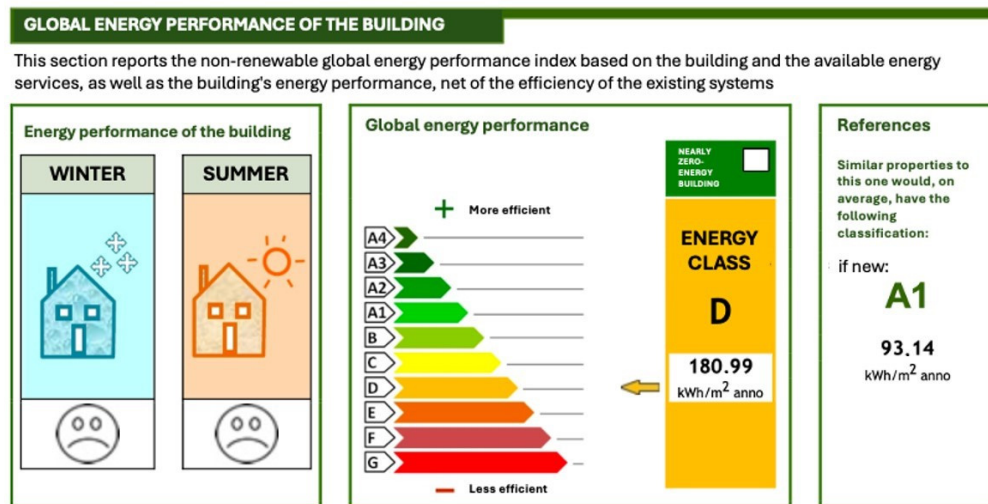 GLOBAL ENERGY PERFORMANCE OF THE BUILDING
This section reports the non-renewable global energy performance index based on the building and the available energy
services, as well as the building's energy performance, net of the efficiency of the existing systems
Energy performance of the building
WINTER
SUMMER
Global energy performance
NEARLY
ZERO-
ENERGY
BUILDING
+ More efficient
A4
A3
A2
A1
B
C
D
E
F
G
— Less efficient
ENERGY
CLASS
D
180.99
kWh/m² anno
References
Similar properties to
this one would, on
average, have the
following
classification:
if new:
A1
93.14
kWh/m² anno